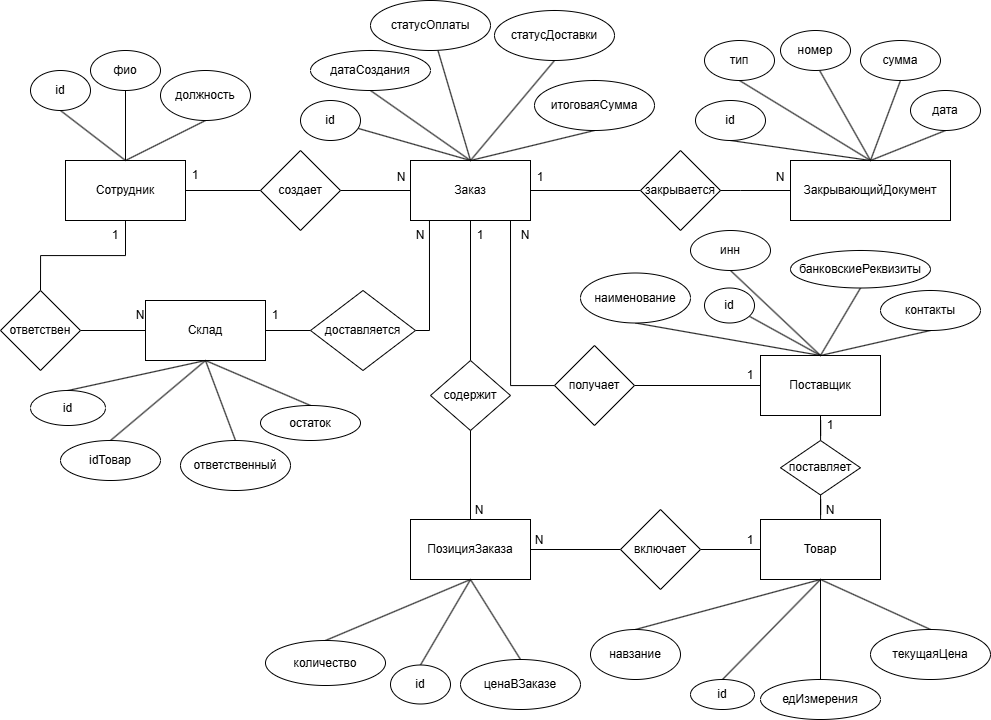 статусОплаты
статусДоставки
номер
фио
тип
сумма
датаСоздания
id
должность
итоговаяСумма
дата
id
id
1
N
1
N
Сотрудник
создает
Заказ
закрывается
ЗакрывающийДокумент
1
N
1
N
инн
банковскиеРеквизиты
наименование
id
контакты
N
1
ответствен
Склад
доставляется
1
получает
Поставщик
содержит
id
остаток
1
idТовар
ответственный
поставляет
N
N
N
1
ПозицияЗаказа
включает
Товар
навзание
текущаяЦена
количество
id
ценаВЗаказе
id
едИзмерения